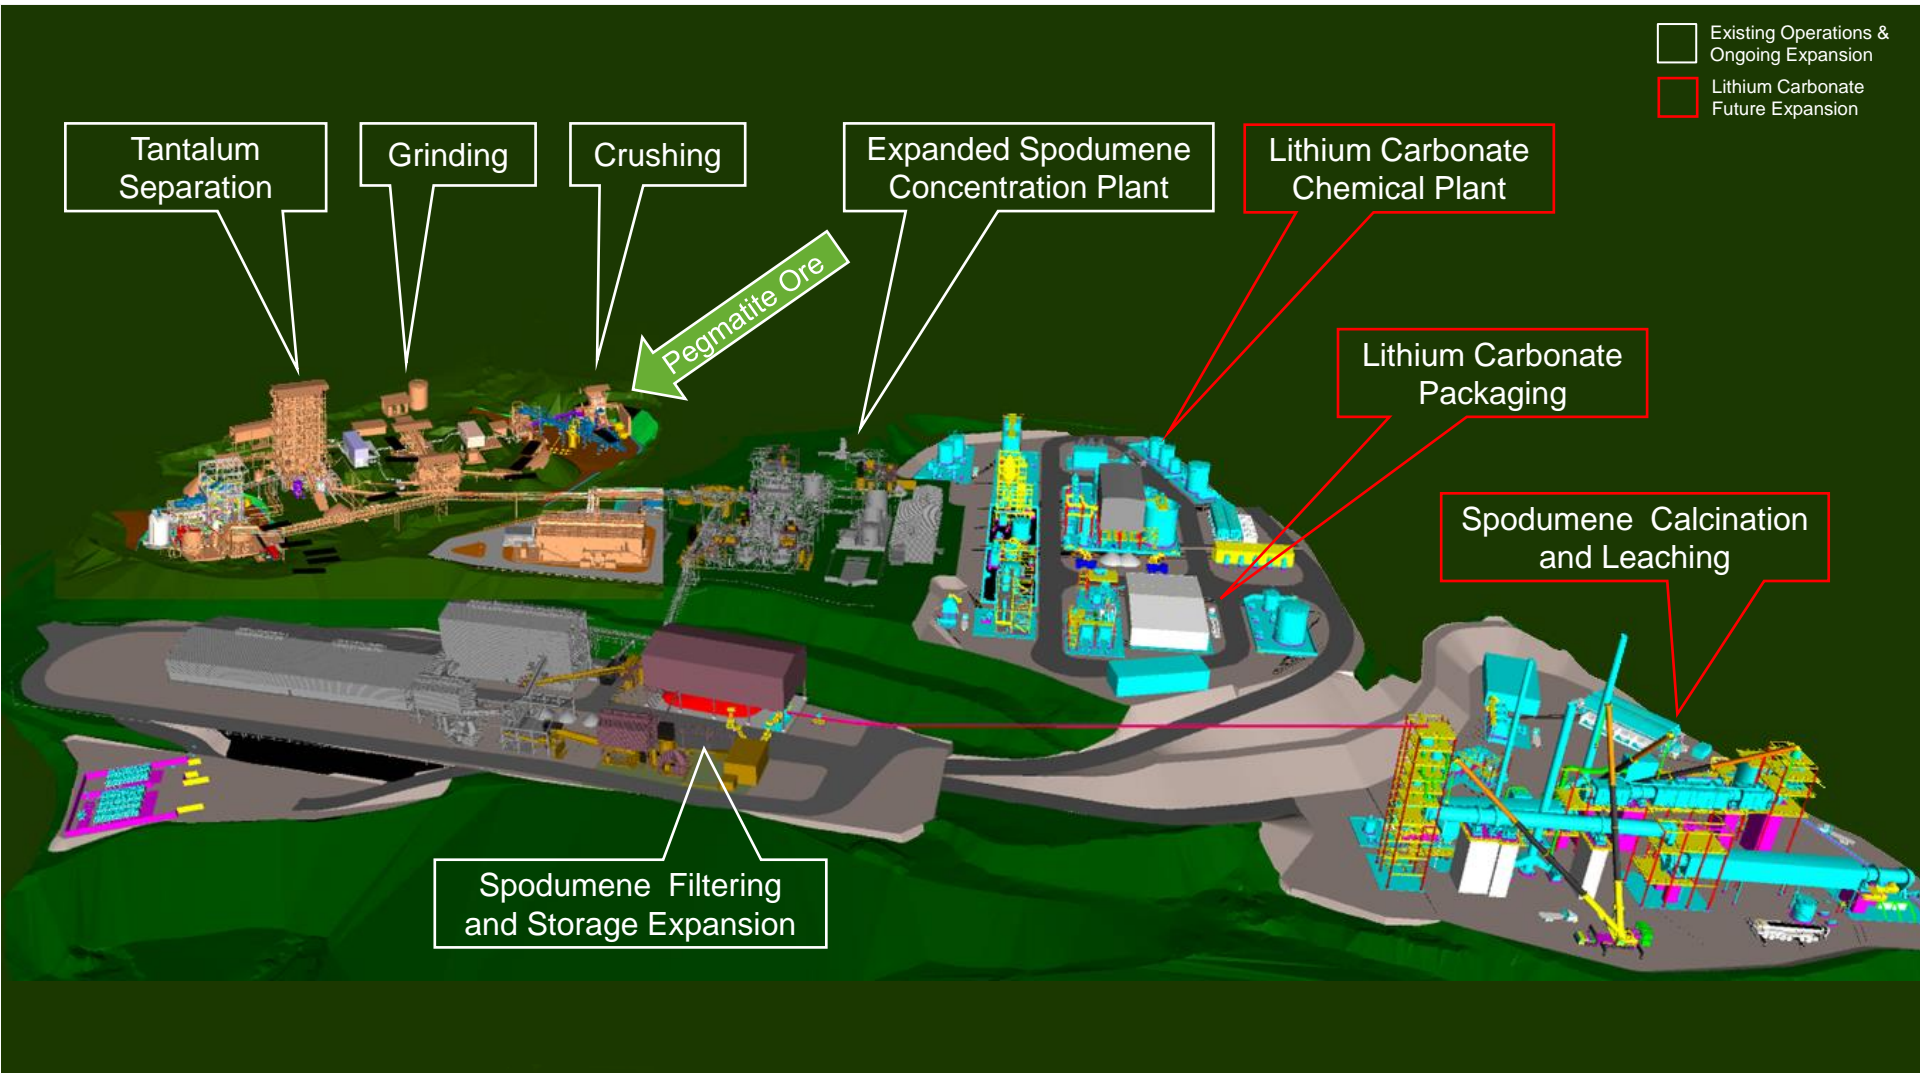 Existing Operations &
Ongoing Expansion
Lithium Carbonate
Future Expansion
Tantalum
Separation
Grinding
Crushing
Expanded Spodumene
Concentration Plant
Lithium Carbonate
Chemical Plant
Pegmatite Ore
Lithium Carbonate
Packaging
Spodumene  Calcination
and Leaching
Spodumene  Filtering
and Storage Expansion